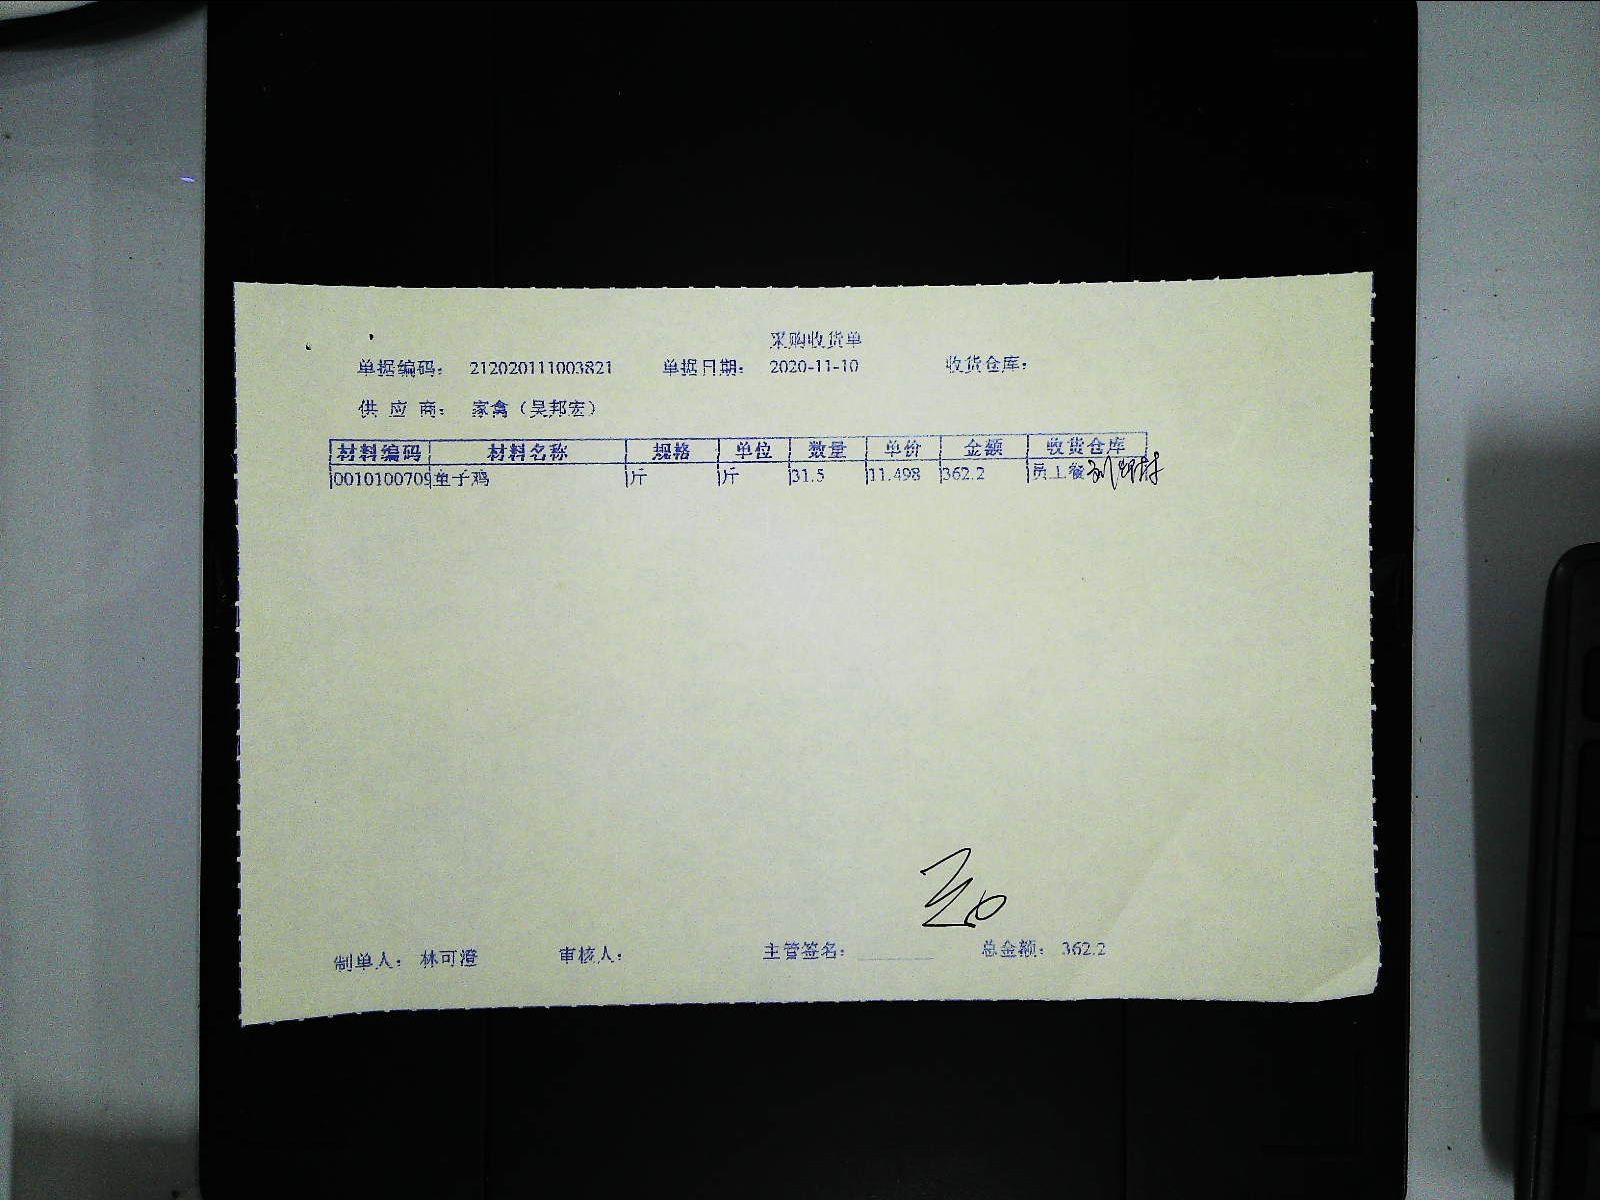 采购收货单
单据编码： 212020111003821 单据日期： 2020-11-10 收货仓库：
供 应 商： 家禽（吴邦宏）
材料编码 材料名称 规格 单位 数量 单价 金额 收货仓库
0010100709 童子鸡 斤 斤 31.5 11.498 362.2 员工餐
制单人： 林可澄 审核人： 主管签名： 总金额： 362.2